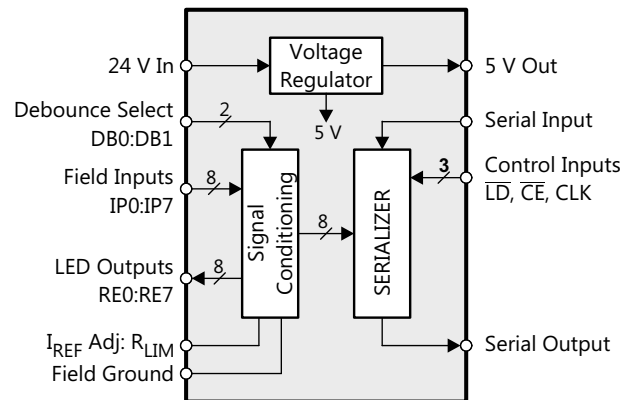 24 V In
Voltage
Regulator
5 V Out
5 V
Debounce Select
DB0:DB1
2
Serial Input
Field Inputs
IP0:IP7
8
Signal
Conditioning
8
SERIALIZER
3
Control Inputs
LD, CE, CLK
LED Outputs
RE0:RE7
8
IREF Adj: RLIM
Field Ground
Serial Output